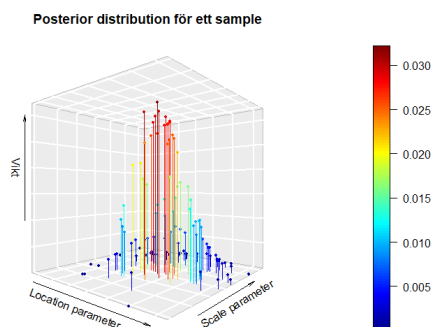 Posterior distribution för ett sample
Vikt
Location parameter
Scale parameter
0.030
0.025
0.020
0.015
0.010
0.005